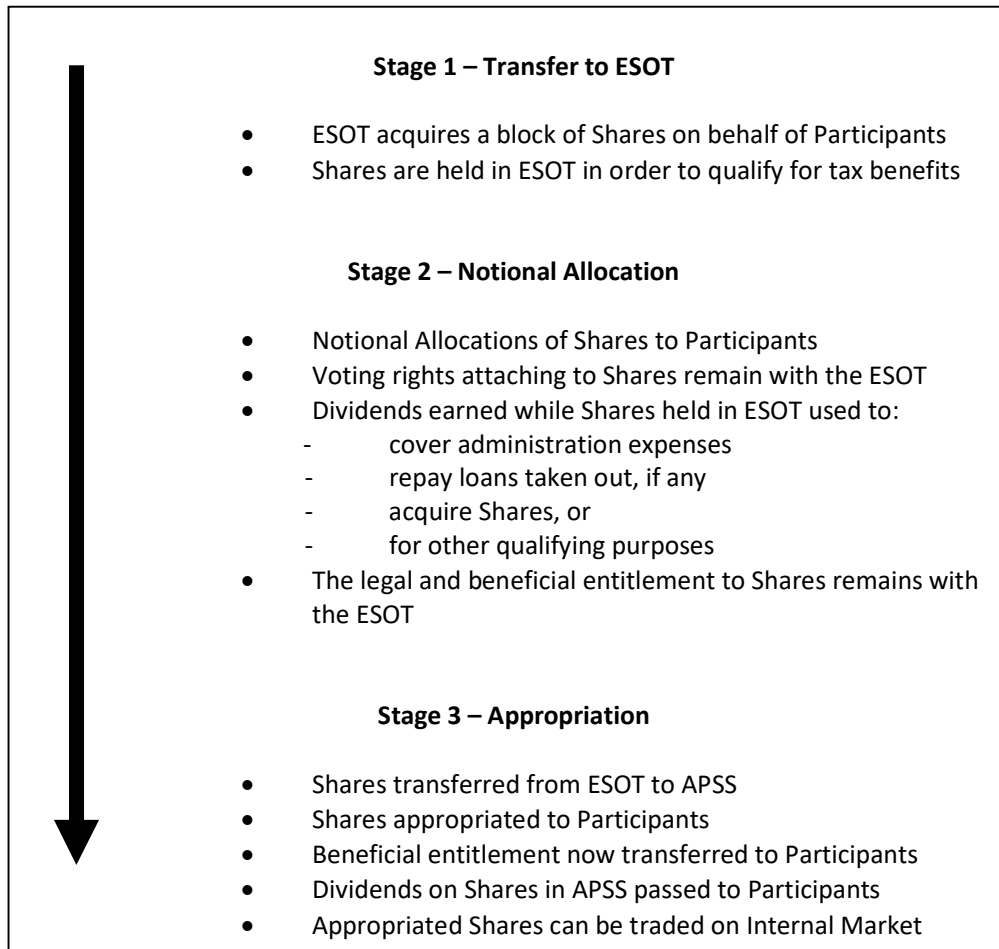 Stage 1 – Transfer to ESOT
• ESOT acquires a block of Shares on behalf of Participants
• Shares are held in ESOT in order to qualify for tax benefits
Stage 2 – Notional Allocation
• Notional Allocations of Shares to Participants
• Voting rights attaching to Shares remain with the ESOT
• Dividends earned while Shares held in ESOT used to:
- cover administration expenses
- repay loans taken out, if any
- acquire Shares, or
- for other qualifying purposes
• The legal and beneficial entitlement to Shares remains with
the ESOT
Stage 3 – Appropriation
• Shares transferred from ESOT to APSS
• Shares appropriated to Participants
• Beneficial entitlement now transferred to Participants
• Dividends on Shares in APSS passed to Participants
• Appropriated Shares can be traded on Internal Market